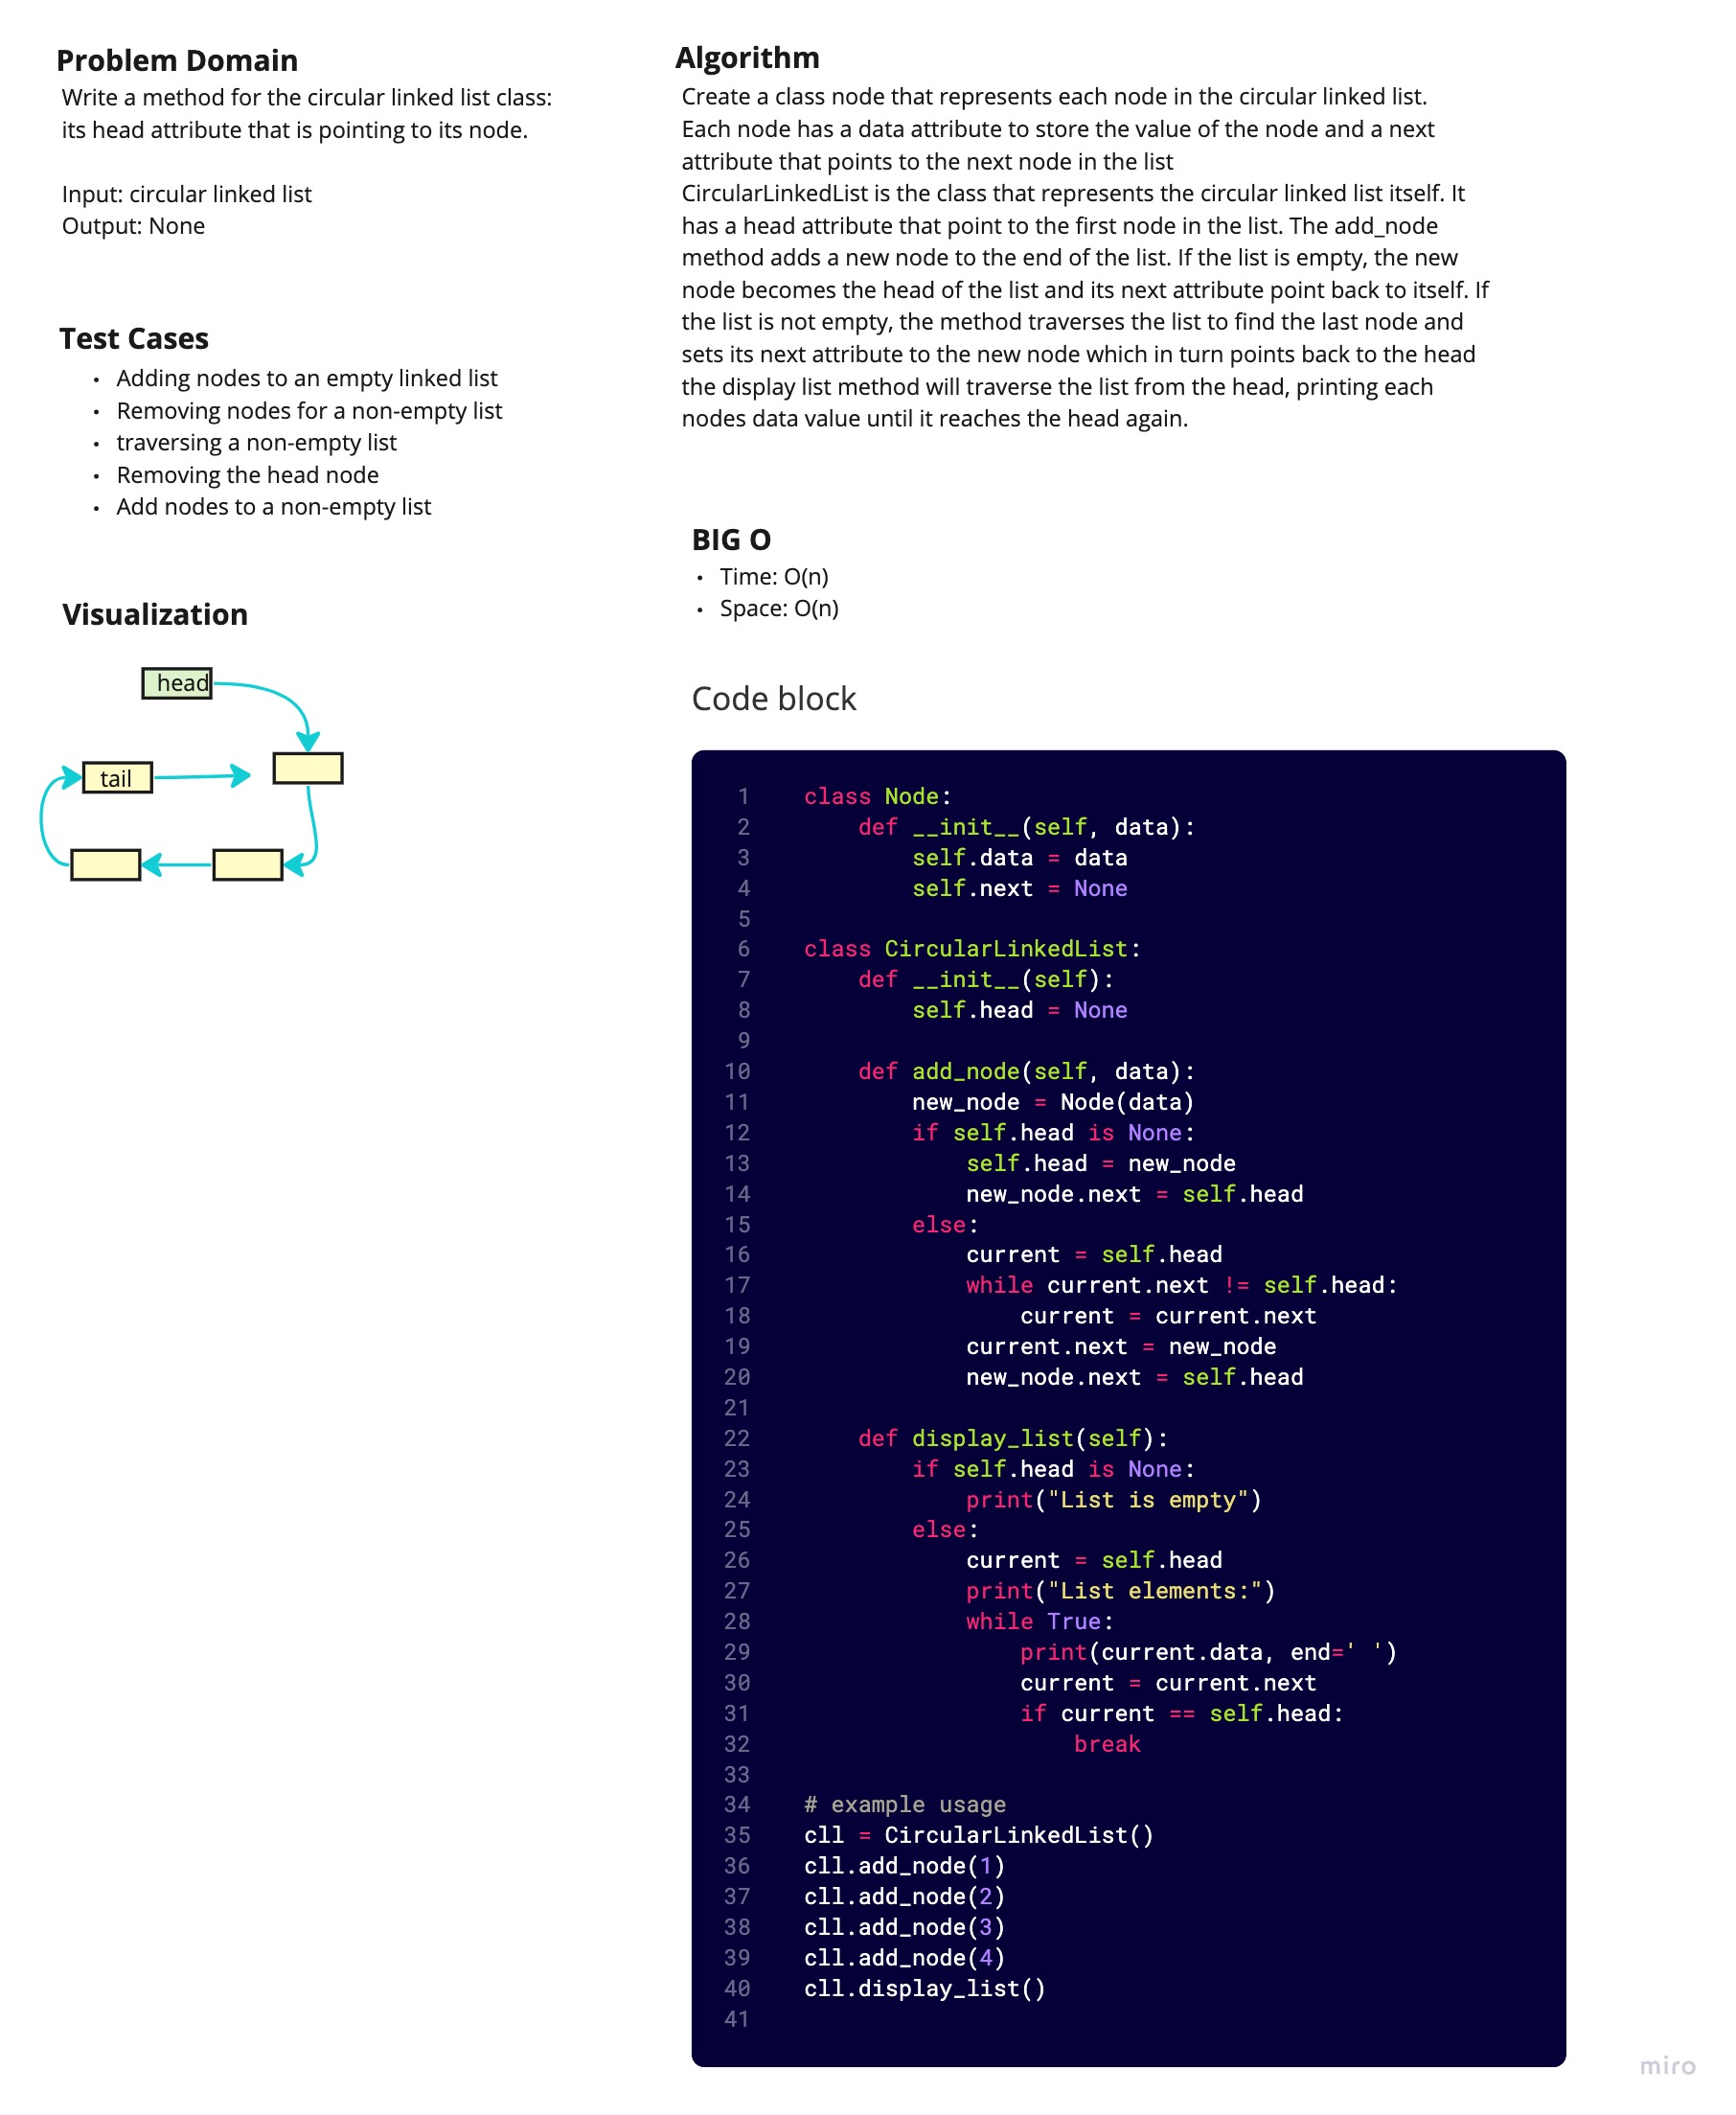 Problem Domain
Write a method for the circular linked list class:
its head attribute that is pointing to its node.
Input: circular linked list
Output: None
Test Cases
• Adding nodes to an empty linked list
• Removing nodes for a non-empty list
• traversing a non-empty list
• Removing the head node
• Add nodes to a non-empty list
Visualization
head
tail
Algorithm
Create a class node that represents each node in the circular linked list.
Each node has a data attribute to store the value of the node and a next
attribute that points to the next node in the list
CircularLinkedList is the class that represents the circular linked list itself. It
has a head attribute that point to the first node in the list. The add_node
method adds a new node to the end of the list. If the list is empty, the new
node becomes the head of the list and its next attribute point back to itself. If
the list is not empty, the method traverses the list to find the last node and
sets its next attribute to the new node which in turn points back to the head
the display list method will traverse the list from the head, printing each
nodes data value until it reaches the head again.
BIG O
• Time: O(n)
• Space: O(n)
Code block
1 class Node:
2     def __init__(self, data):
3         self.data = data
4         self.next = None
5
6 class CircularLinkedList:
7     def __init__(self):
8         self.head = None
9
10     def add_node(self, data):
11         new_node = Node(data)
12         if self.head is None:
13             self.head = new_node
14             new_node.next = self.head
15         else:
16             current = self.head
17             while current.next != self.head:
18                 current = current.next
19             current.next = new_node
20             new_node.next = self.head
21
22     def display_list(self):
23         if self.head is None:
24             print("List is empty")
25         else:
26             current = self.head
27             print("List elements:")
28             while True:
29                 print(current.data, end=' ')
30                 current = current.next
31                 if current == self.head:
32                     break
33
34 # example usage
35 cll = CircularLinkedList()
36 cll.add_node(1)
37 cll.add_node(2)
38 cll.add_node(3)
39 cll.add_node(4)
40 cll.display_list()
41
miro